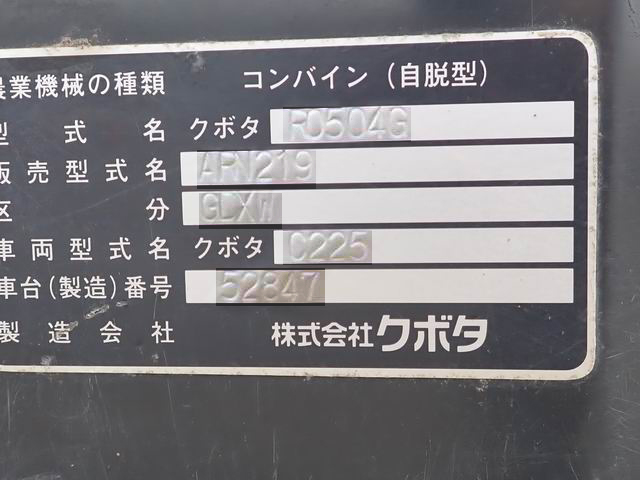 農業機械の種類 コンバイン (自脱型)
型式名 クボタ RO504G
販売型式名 ARN219
区分 GLXW
車両型式名 クボタ C225
車台(製造)番号 52847
製造会社 株式会社クボタ